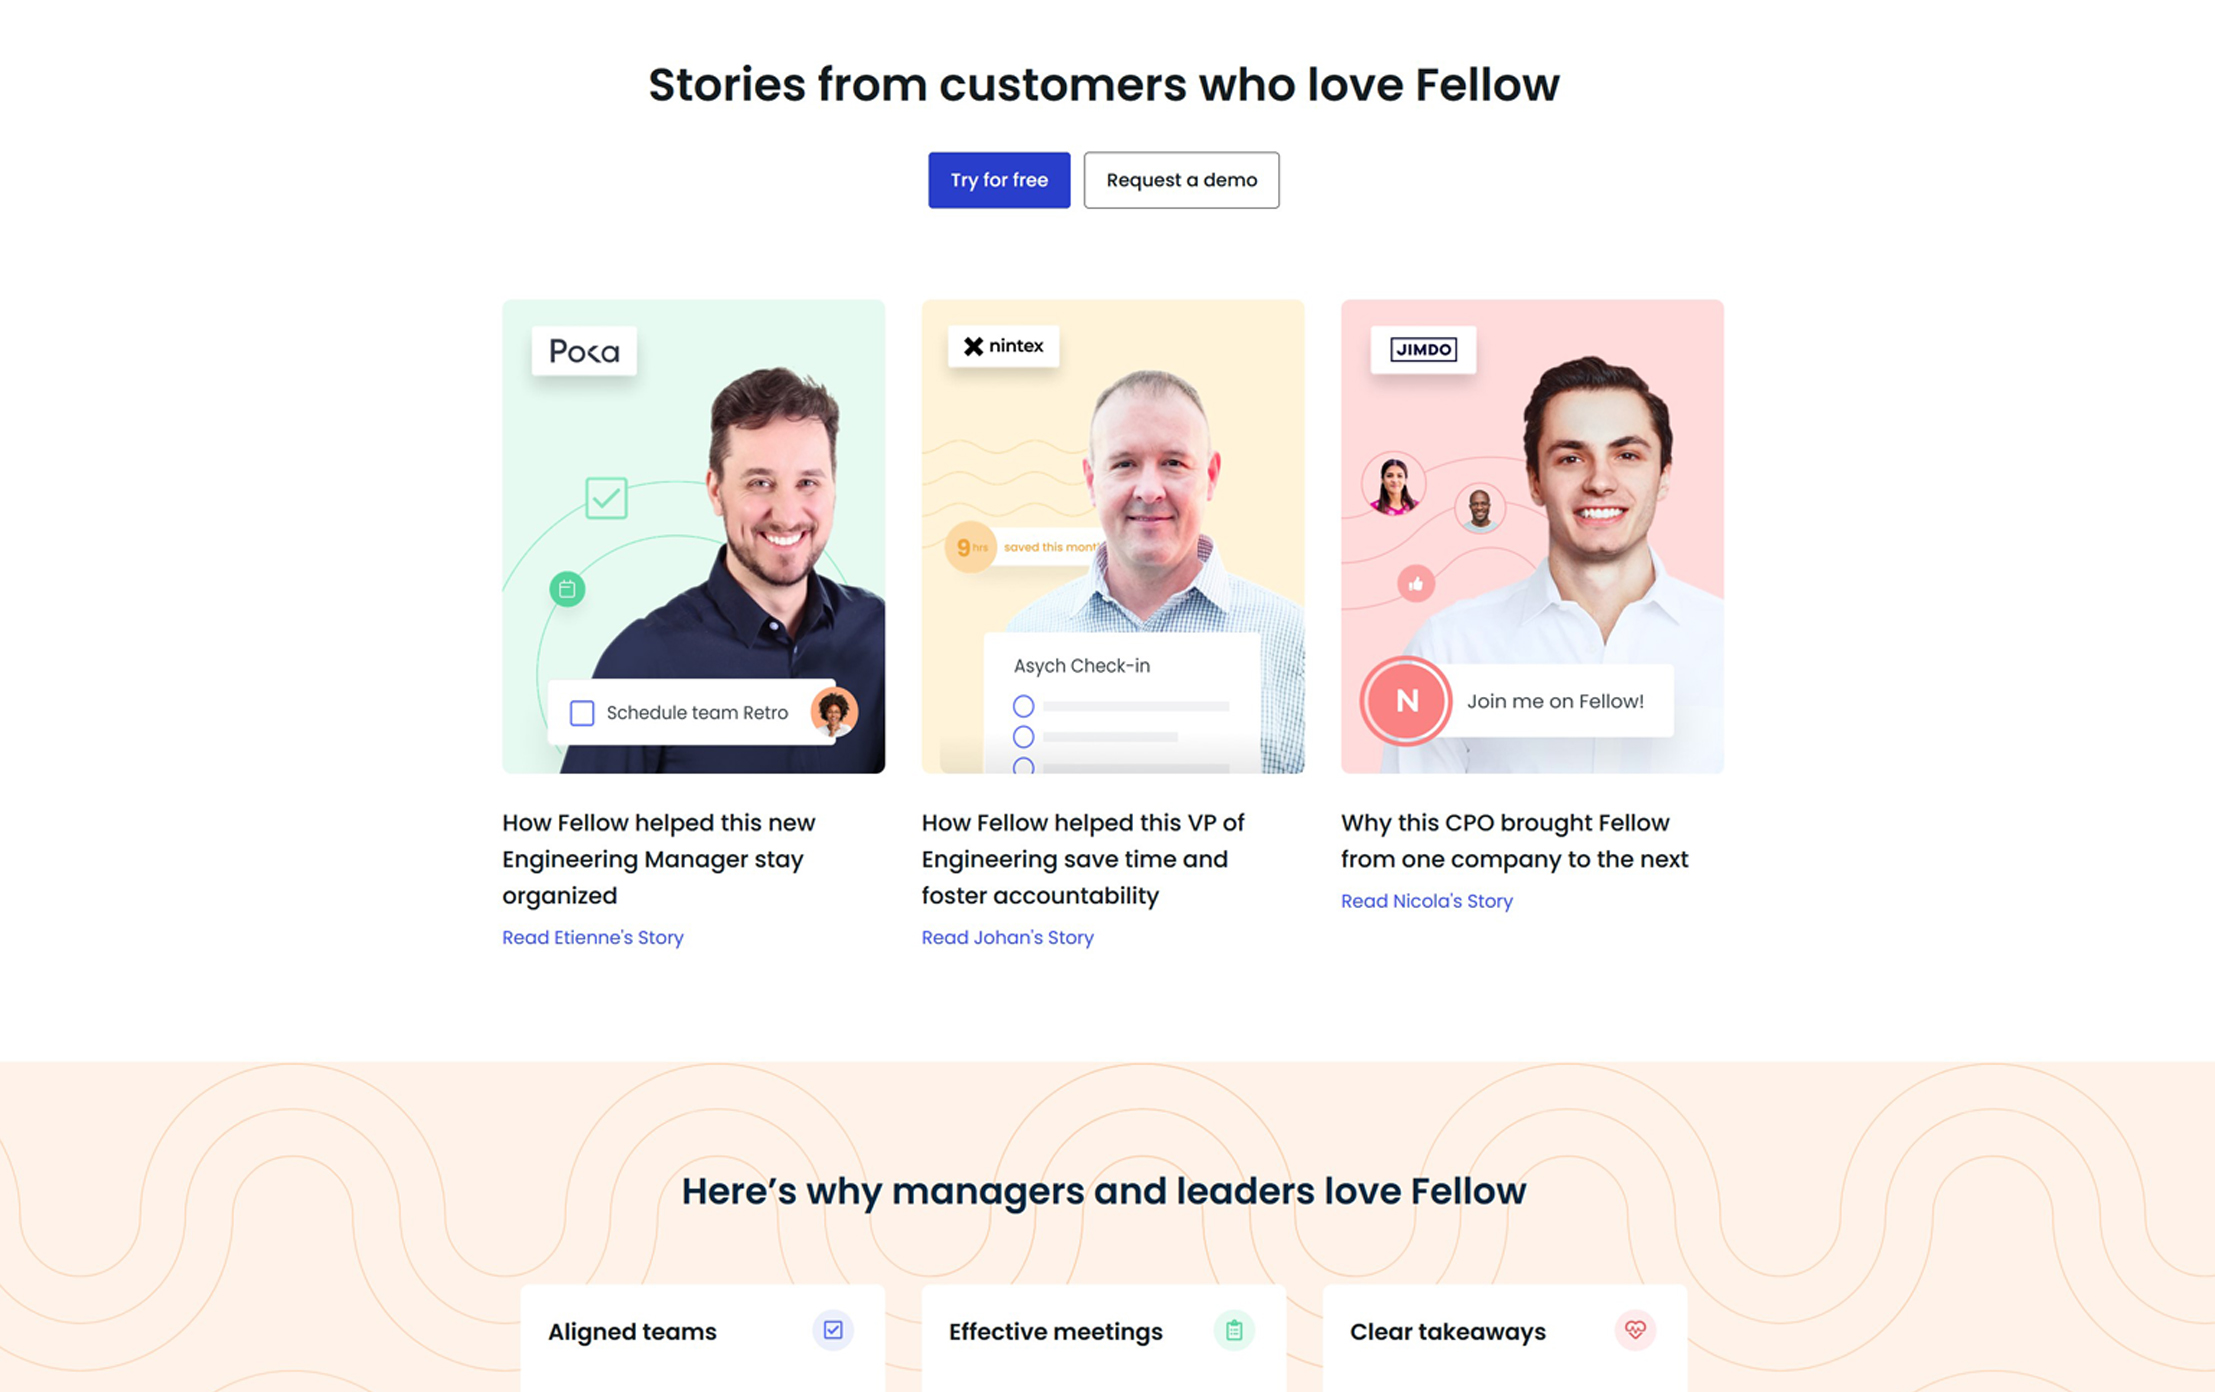 Stories from customers who love Fellow
Try for free
Request a demo
Poka
nintex
JIMDO
9 hrs
saved this mont
Schedule team Retro
Asych Check-in
N
Join me on Fellow!
How Fellow helped this new
Engineering Manager stay
organized
Read Etienne's Story
How Fellow helped this VP of
Engineering save time and
foster accountability
Read Johan's Story
Why this CPO brought Fellow
from one company to the next
Read Nicola's Story
Here’s why managers and leaders love Fellow
Aligned teams
Effective meetings
Clear takeaways